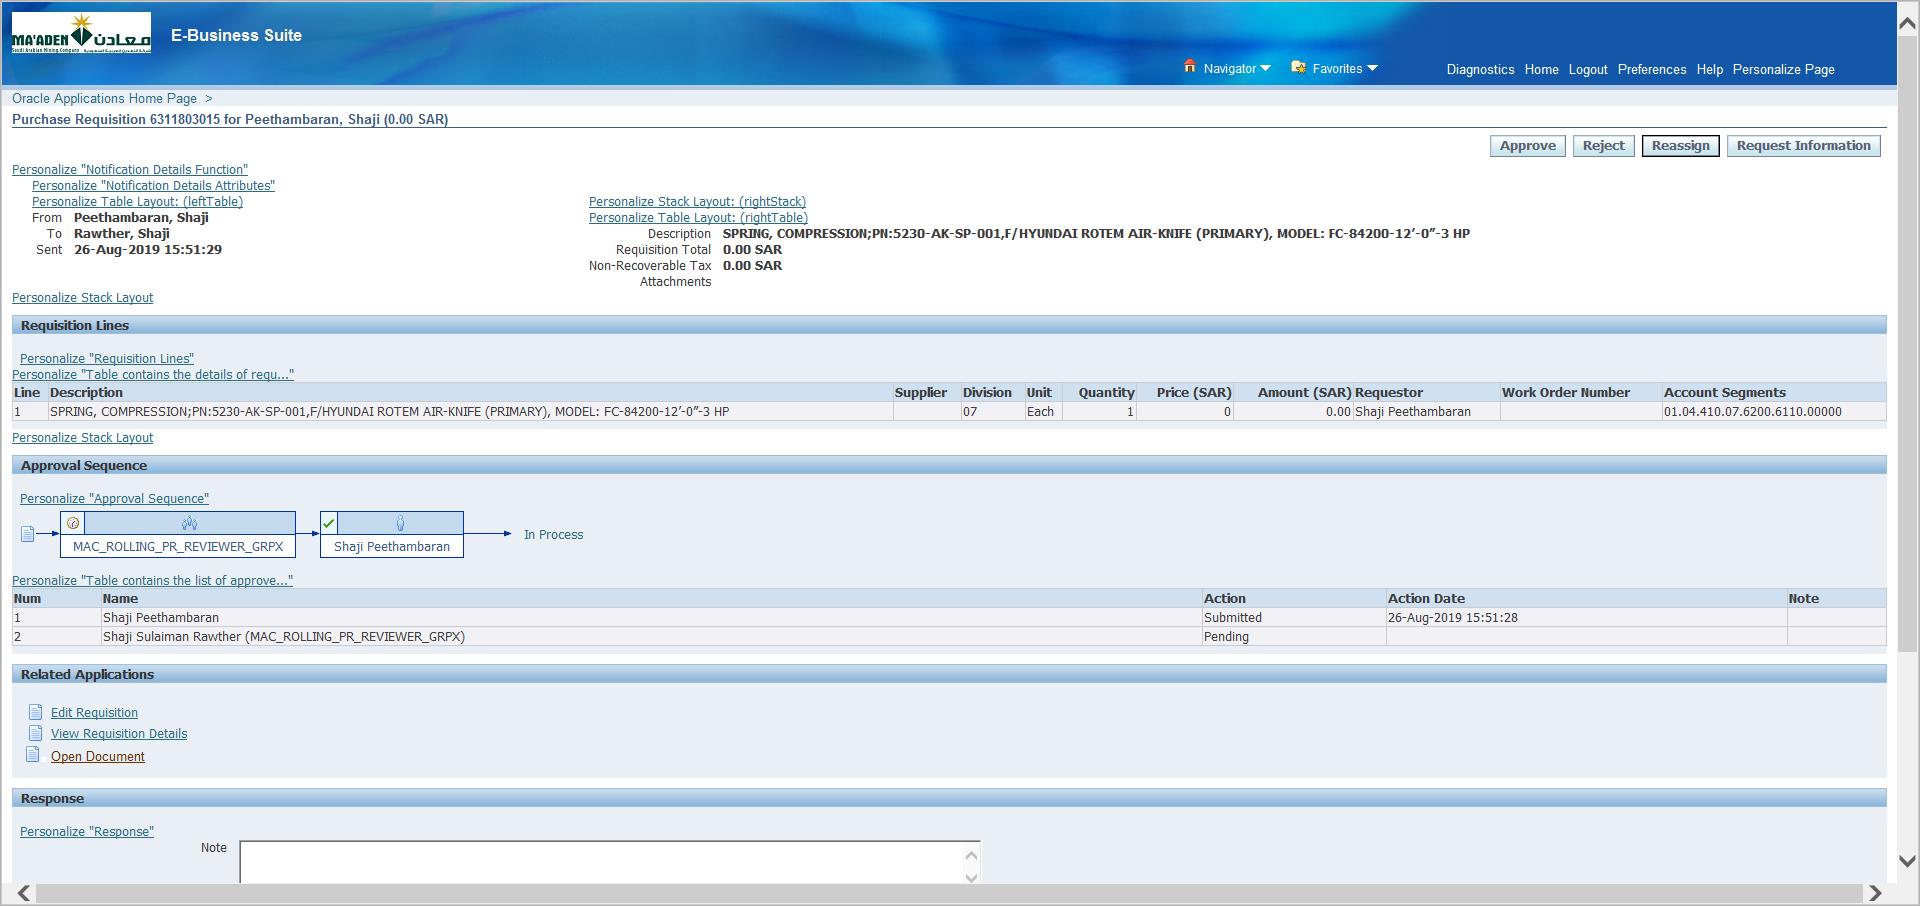 MA'ADEN معادن
Saudi Arabian Mining Company
E-Business Suite
Navigator Favorites Diagnostics Home Logout Preferences Help Personalize Page
Oracle Applications Home Page >
Purchase Requisition 6311803015 for Peethambaran, Shaji (0.00 SAR)
Approve Reject Reassign Request Information
Personalize "Notification Details Function"
Personalize "Notification Details Attributes"
Personalize Table Layout: (leftTable)
From Peethambaran, Shaji
To Rawther, Shaji
Sent 26-Aug-2019 15:51:29
Personalize Stack Layout: (rightStack)
Personalize Table Layout: (rightTable)
Description SPRING, COMPRESSION;PN:5230-AK-SP-001,F/HYUNDAI ROTEM AIR-KNIFE (PRIMARY), MODEL: FC-84200-12’-0”-3 HP
Requisition Total 0.00 SAR
Non-Recoverable Tax 0.00 SAR
Attachments
Personalize Stack Layout
Requisition Lines
Personalize "Requisition Lines"
Personalize "Table contains the details of requ..."
Line Description Supplier Division Unit Quantity Price (SAR) Amount (SAR) Requestor Work Order Number Account Segments
1 SPRING, COMPRESSION;PN:5230-AK-SP-001,F/HYUNDAI ROTEM AIR-KNIFE (PRIMARY), MODEL: FC-84200-12’-0”-3 HP 07 Each 1 0 0.00 Shaji Peethambaran 01.04.410.07.6200.6110.00000
Personalize Stack Layout
Approval Sequence
Personalize "Approval Sequence"
MAC_ROLLING_PR_REVIEWER_GRPX Shaji Peethambaran In Process
Personalize "Table contains the list of approve..."
Num Name Action Action Date Note
1 Shaji Peethambaran Submitted 26-Aug-2019 15:51:28
2 Shaji Sulaiman Rawther (MAC_ROLLING_PR_REVIEWER_GRPX) Pending
Related Applications
Edit Requisition
View Requisition Details
Open Document
Response
Personalize "Response"
Note